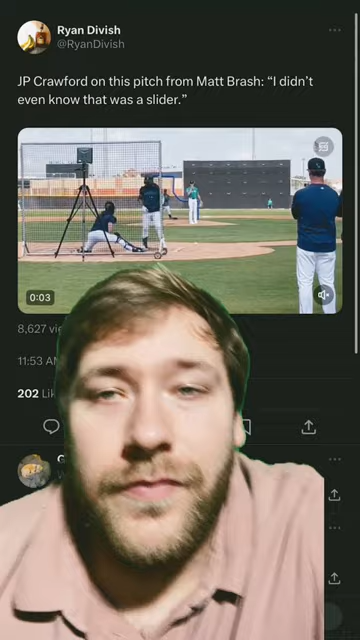 Ryan Divish
@RyanDivish
JP Crawford on this pitch from Matt Brash: “I didn’t
even know that was a slider.”
0:03
8,627
11:53
202